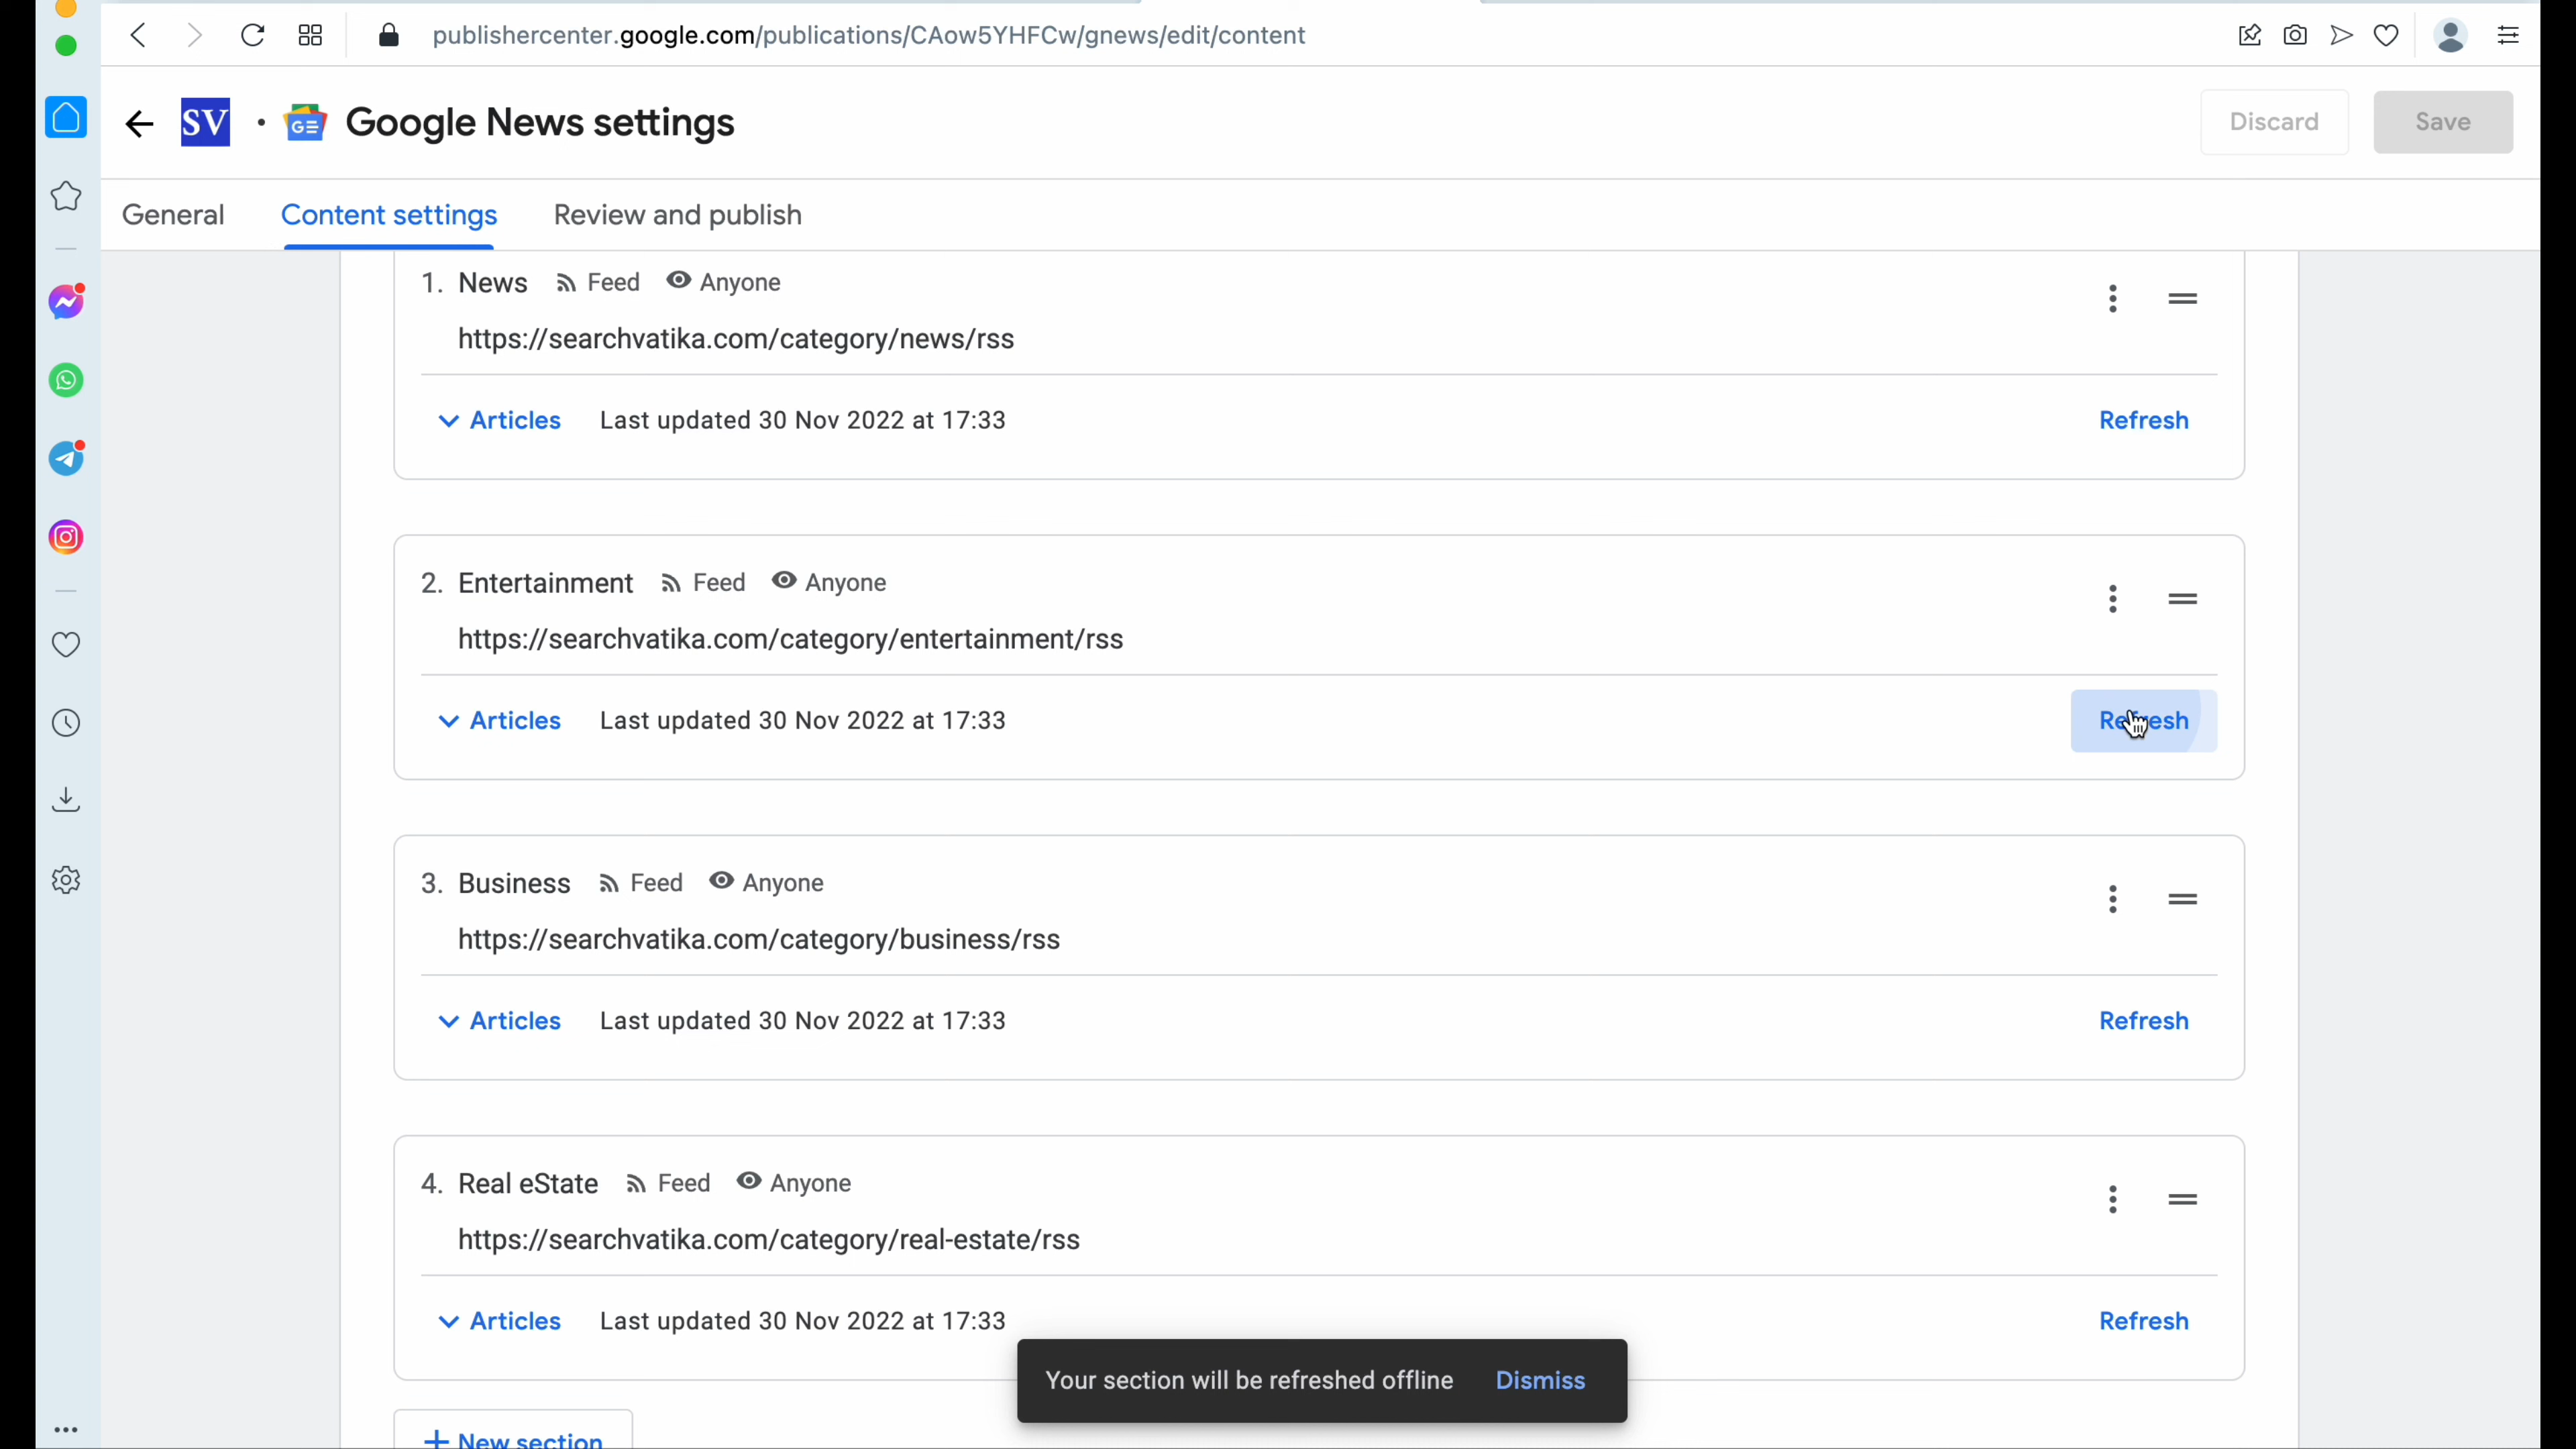 publishercenter.google.com/publications/CAow5YHFCw/gnews/edit/content
SV • GE Google News settings
Discard Save
General Content settings Review and publish
1. News Feed Anyone
https://searchvatika.com/category/news/rss
Articles Last updated 30 Nov 2022 at 17:33 Refresh
2. Entertainment Feed Anyone
https://searchvatika.com/category/entertainment/rss
Articles Last updated 30 Nov 2022 at 17:33 Refresh
3. Business Feed Anyone
https://searchvatika.com/category/business/rss
Articles Last updated 30 Nov 2022 at 17:33 Refresh
4. Real eState Feed Anyone
https://searchvatika.com/category/real-estate/rss
Articles Last updated 30 Nov 2022 at 17:33 Refresh
Your section will be refreshed offline Dismiss
+ New section